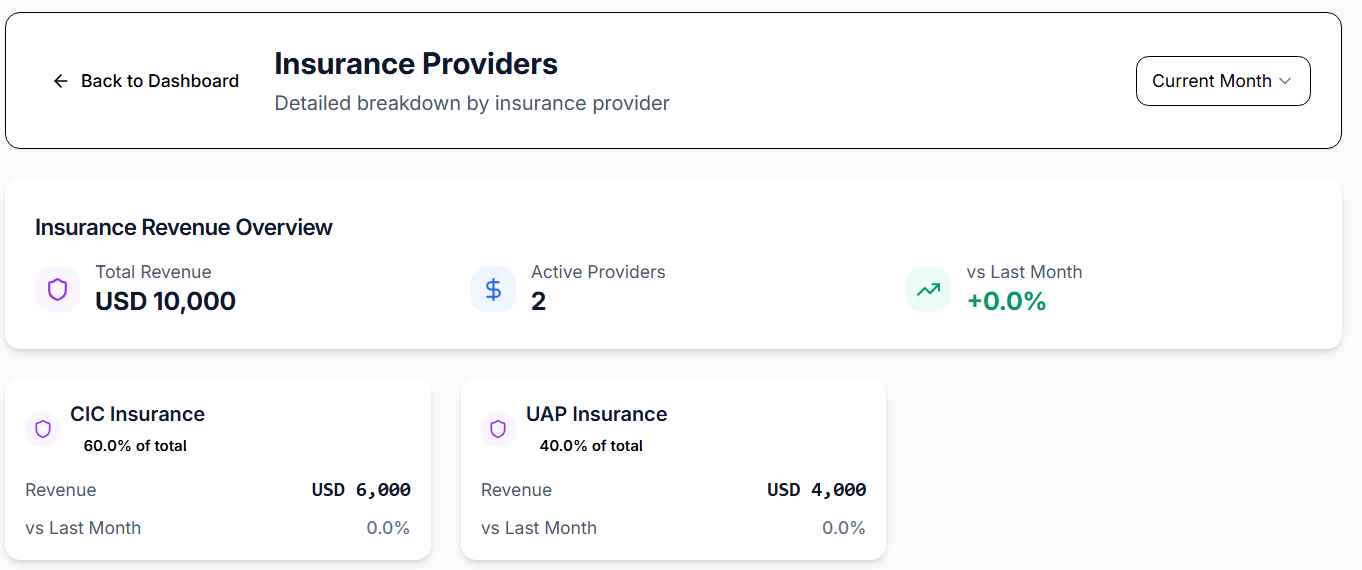 Back to Dashboard
Insurance Providers
Detailed breakdown by insurance provider
Current Month
Insurance Revenue Overview
Total Revenue
USD 10,000
Active Providers
2
vs Last Month
+0.0%
CIC Insurance
60.0% of total
Revenue USD 6,000
vs Last Month 0.0%
UAP Insurance
40.0% of total
Revenue USD 4,000
vs Last Month 0.0%